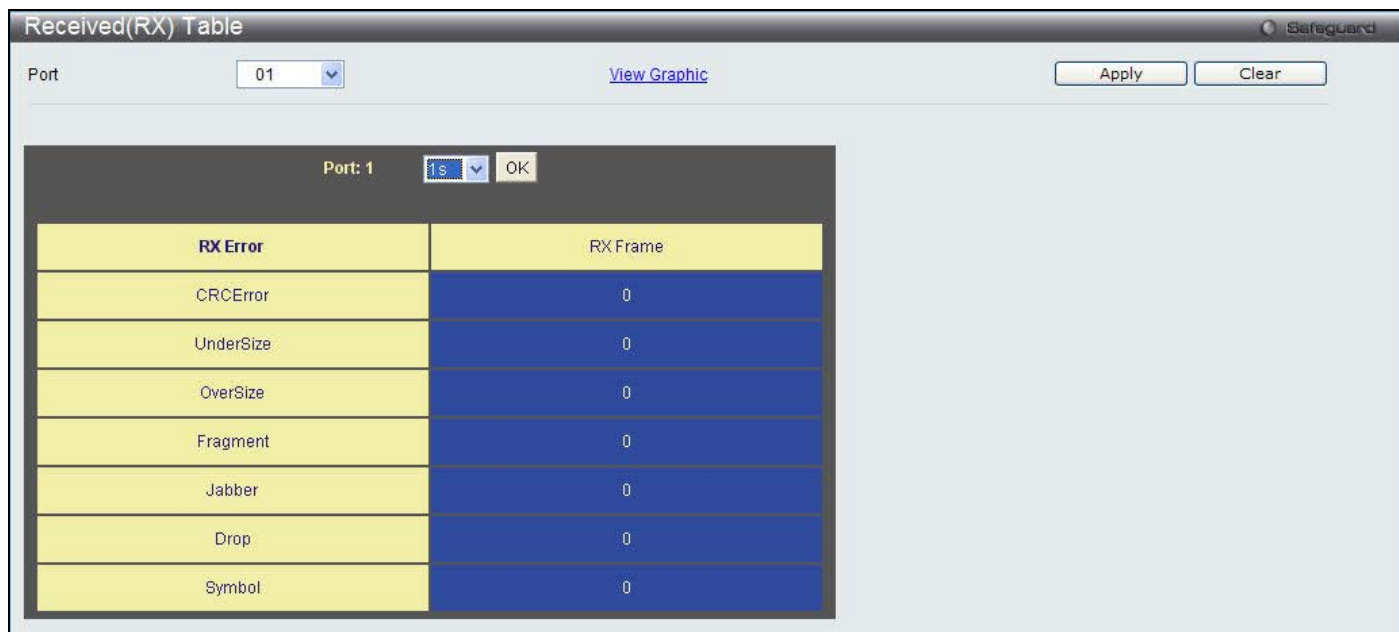 Received(RX) Table
Safeguard
Port 01 View Graphic Apply Clear
Port: 1 1s OK
RX Error RX Frame
CRCError 0
UnderSize 0
OverSize 0
Fragment 0
Jabber 0
Drop 0
Symbol 0